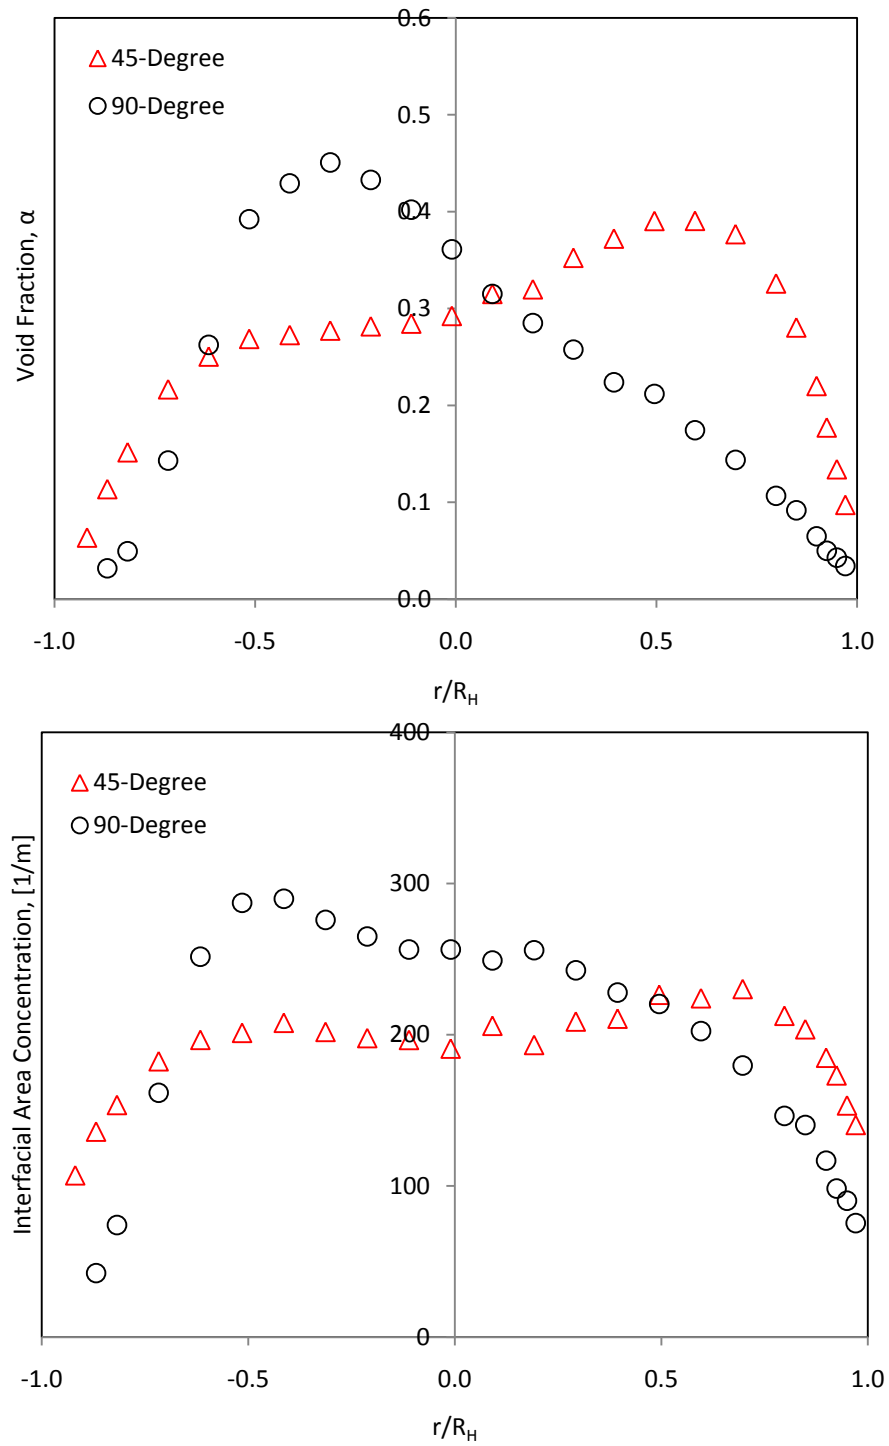 0.6
45-Degree
90-Degree
0.5
0.4
0.3
0.2
0.1
0.0
Void Fraction, α
-1.0 -0.5 0.0 0.5 1.0
r/R_H
400
45-Degree
90-Degree
300
200
100
0
Interfacial Area Concentration, [1/m]
-1.0 -0.5 0.0 0.5 1.0
r/R_H